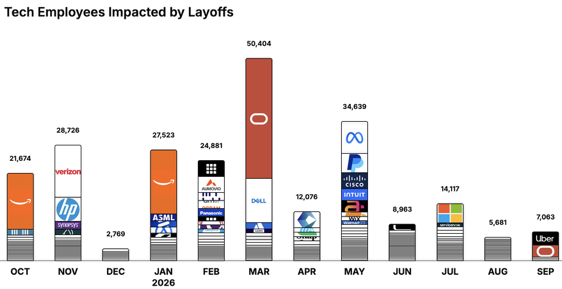 Tech Employees Impacted by Layoffs
50,404
34,639
28,726
27,523
24,881
21,674
14,117
12,076
8,963
7,063
5,681
2,769
verizon
hp
SYNOPSYS
ASML
AUMOVIO
Panasonic
DELL
CISCO
INTUIT
Uber
OCT NOV DEC JAN FEB MAR APR MAY JUN JUL AUG SEP
2026